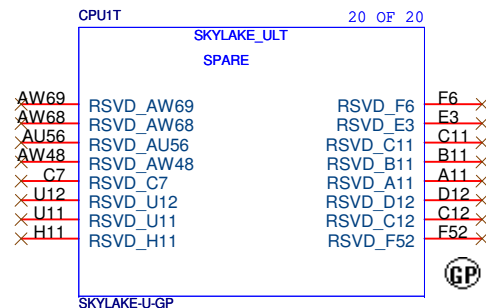 CPU1T 20 OF 20
SKYLAKE_ULT
SPARE
AW69 RSVD_AW69 RSVD_F6 F6
AW68 RSVD_AW68 RSVD_E3 E3
AU56 RSVD_AU56 RSVD_C11 C11
AW48 RSVD_AW48 RSVD_B11 B11
C7 RSVD_C7 RSVD_A11 A11
U12 RSVD_U12 RSVD_D12 D12
U11 RSVD_U11 RSVD_C12 C12
H11 RSVD_H11 RSVD_F52 F52
GP
SKYLAKE-U-GP